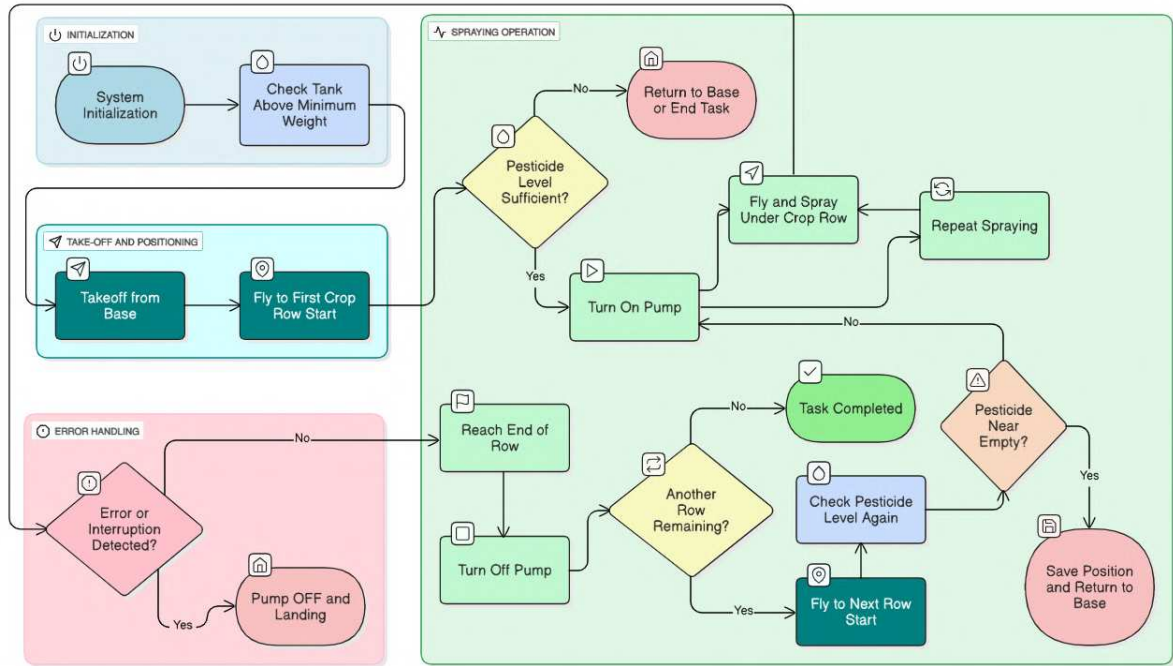 INITIALIZATION
System
Initialization
Check Tank
Above Minimum
Weight
TAKE-OFF AND POSITIONING
Takeoff from
Base
Fly to First Crop
Row Start
SPRAYING OPERATION
Pesticide
Level
Sufficient?
No
Return to Base
or End Task
Yes
Turn On Pump
Fly and Spray
Under Crop Row
Repeat Spraying
No
Pesticide
Near
Empty?
Yes
Save Position
and Return to
Base
Reach End of
Row
Turn Off Pump
Another
Row
Remaining?
No
Task Completed
Yes
Fly to Next Row
Start
Check Pesticide
Level Again
ERROR HANDLING
Error or
Interruption
Detected?
No
Yes
Pump OFF and
Landing